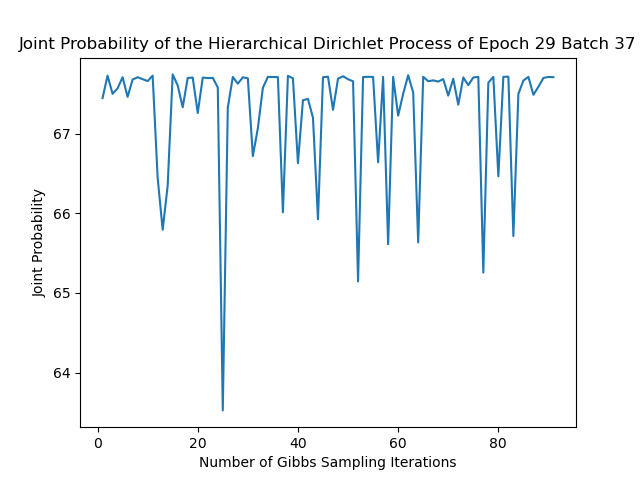 Joint Probability of the Hierarchical Dirichlet Process of Epoch 29 Batch 37
67
66
65
64
Joint Probability
0 20 40 60 80
Number of Gibbs Sampling Iterations